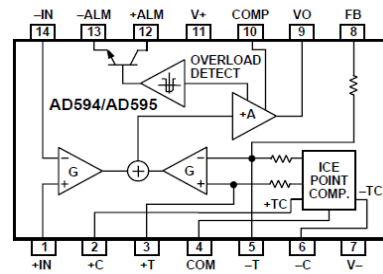 –IN –ALM +ALM V+ COMP VO FB
14 13 12 11 10 9 8
OVERLOAD
DETECT
AD594/AD595
+A
– –
G + G
+ +
ICE
POINT
COMP.
+TC
–TC
1 2 3 4 5 6 7
+IN +C +T COM –T –C V–